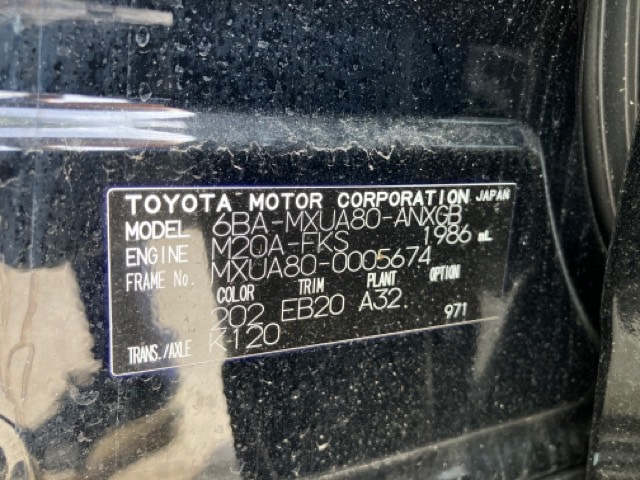 TOYOTA MOTOR CORPORATION JAPAN
MODEL 6BA-MXUA80-ANXGB
ENGINE M20A-FKS 1986 mL
FRAME No. MXUA80-0005674
COLOR TRIM PLANT OPTION
202 EB20 A32 971
TRANS./AXLE K120